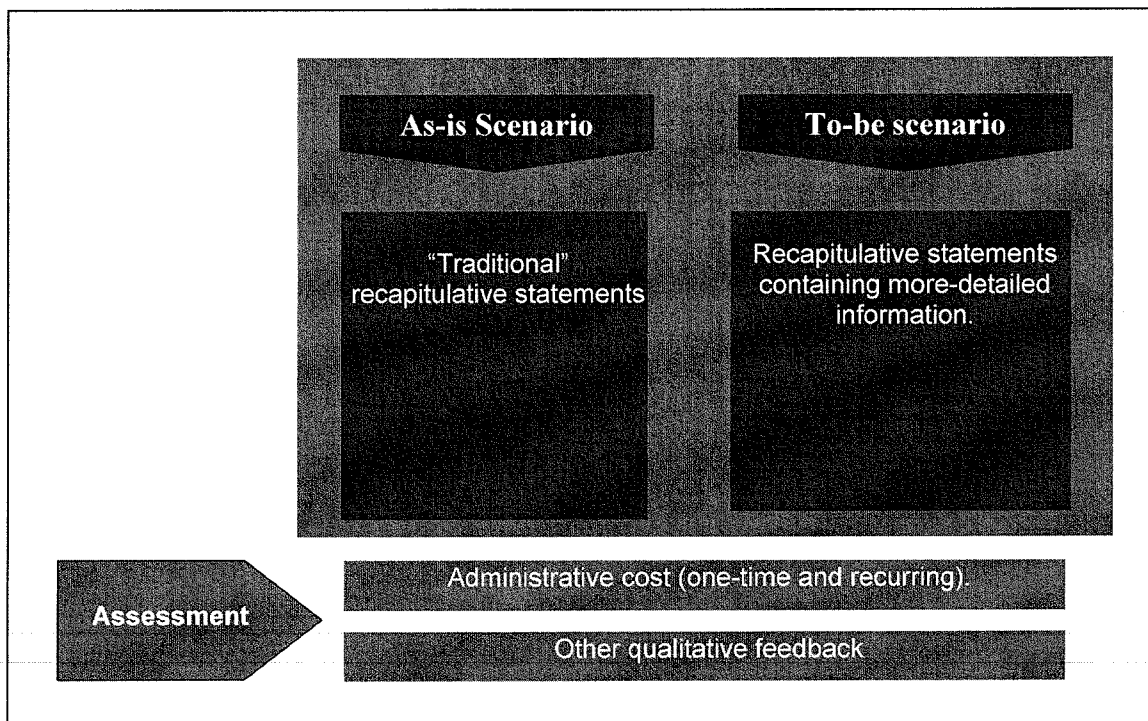 As-is Scenario
To-be scenario
“Traditional”
recapitulative statements
Recapitulative statements
containing more-detailed
information.
Assessment
Administrative cost (one-time and recurring).
Other qualitative feedback